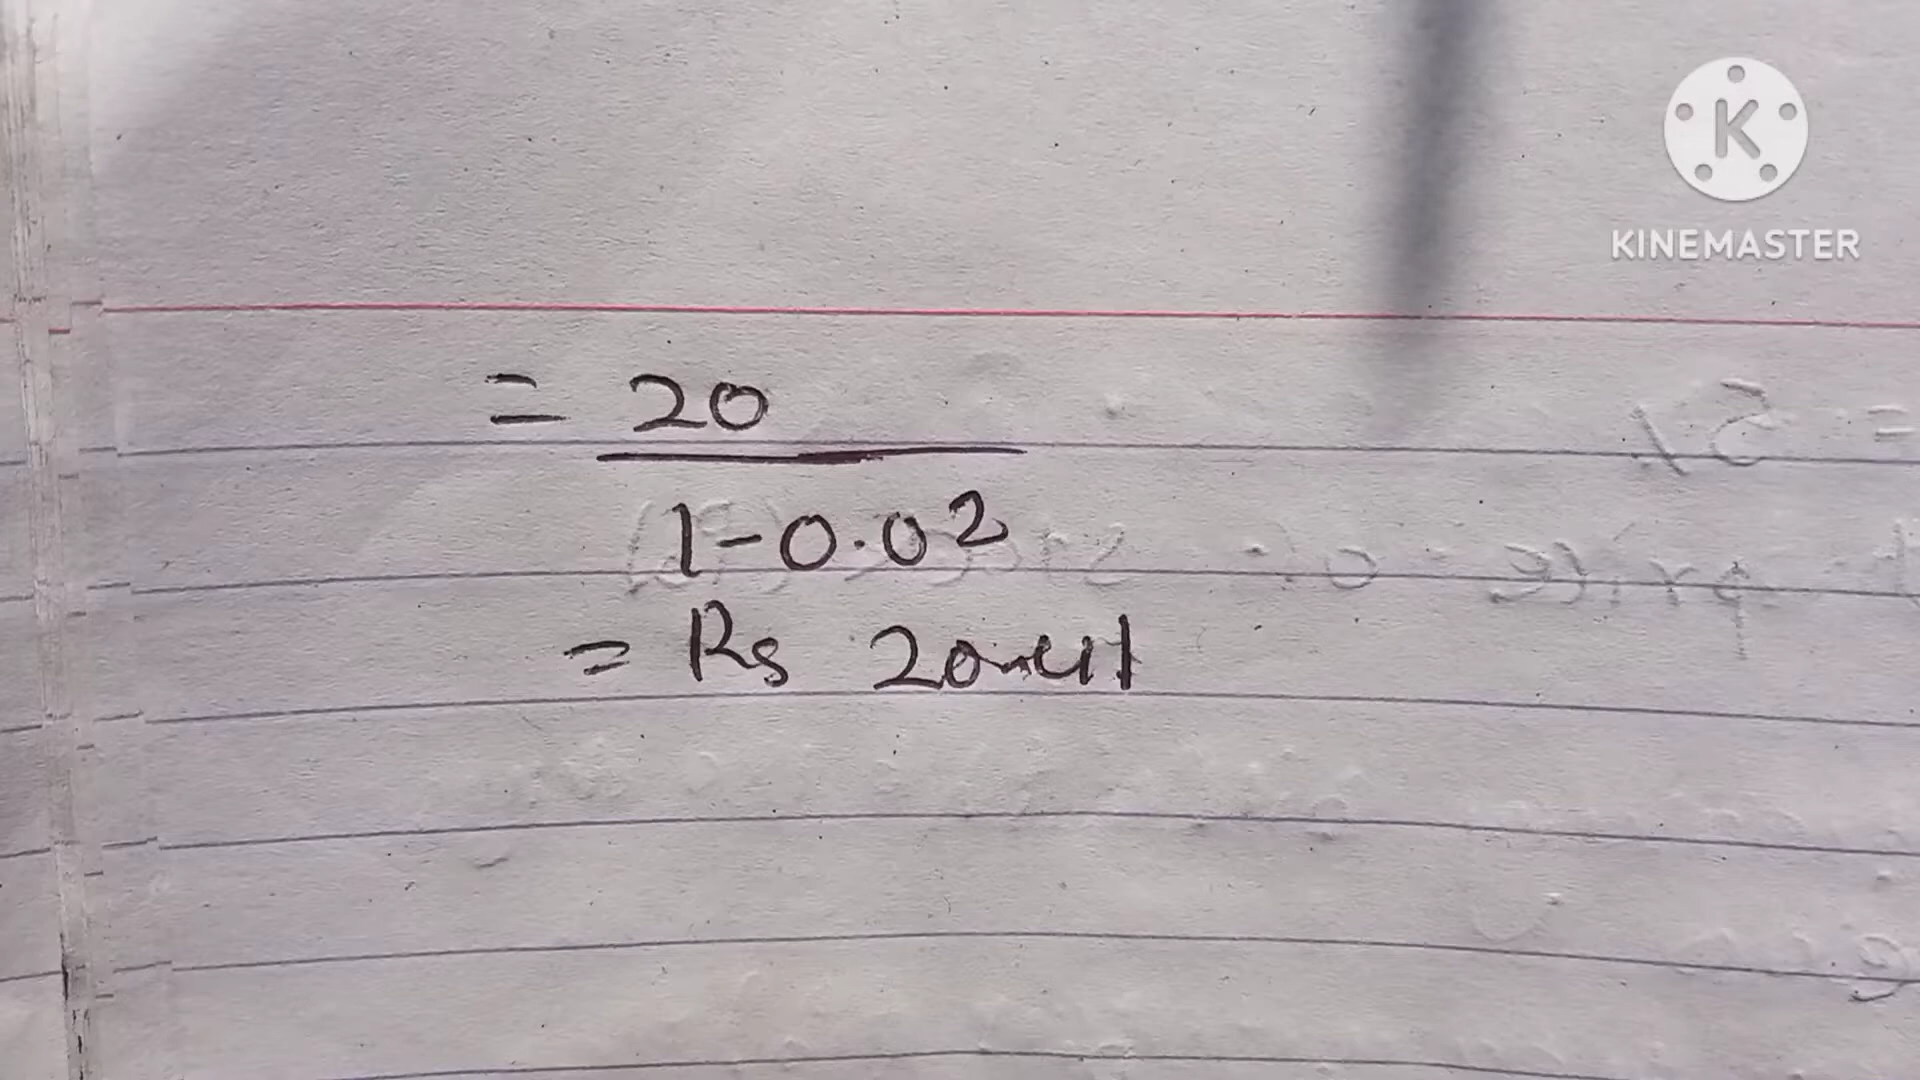 KINEMASTER
= 20
1-0.02
= Rs 20.41